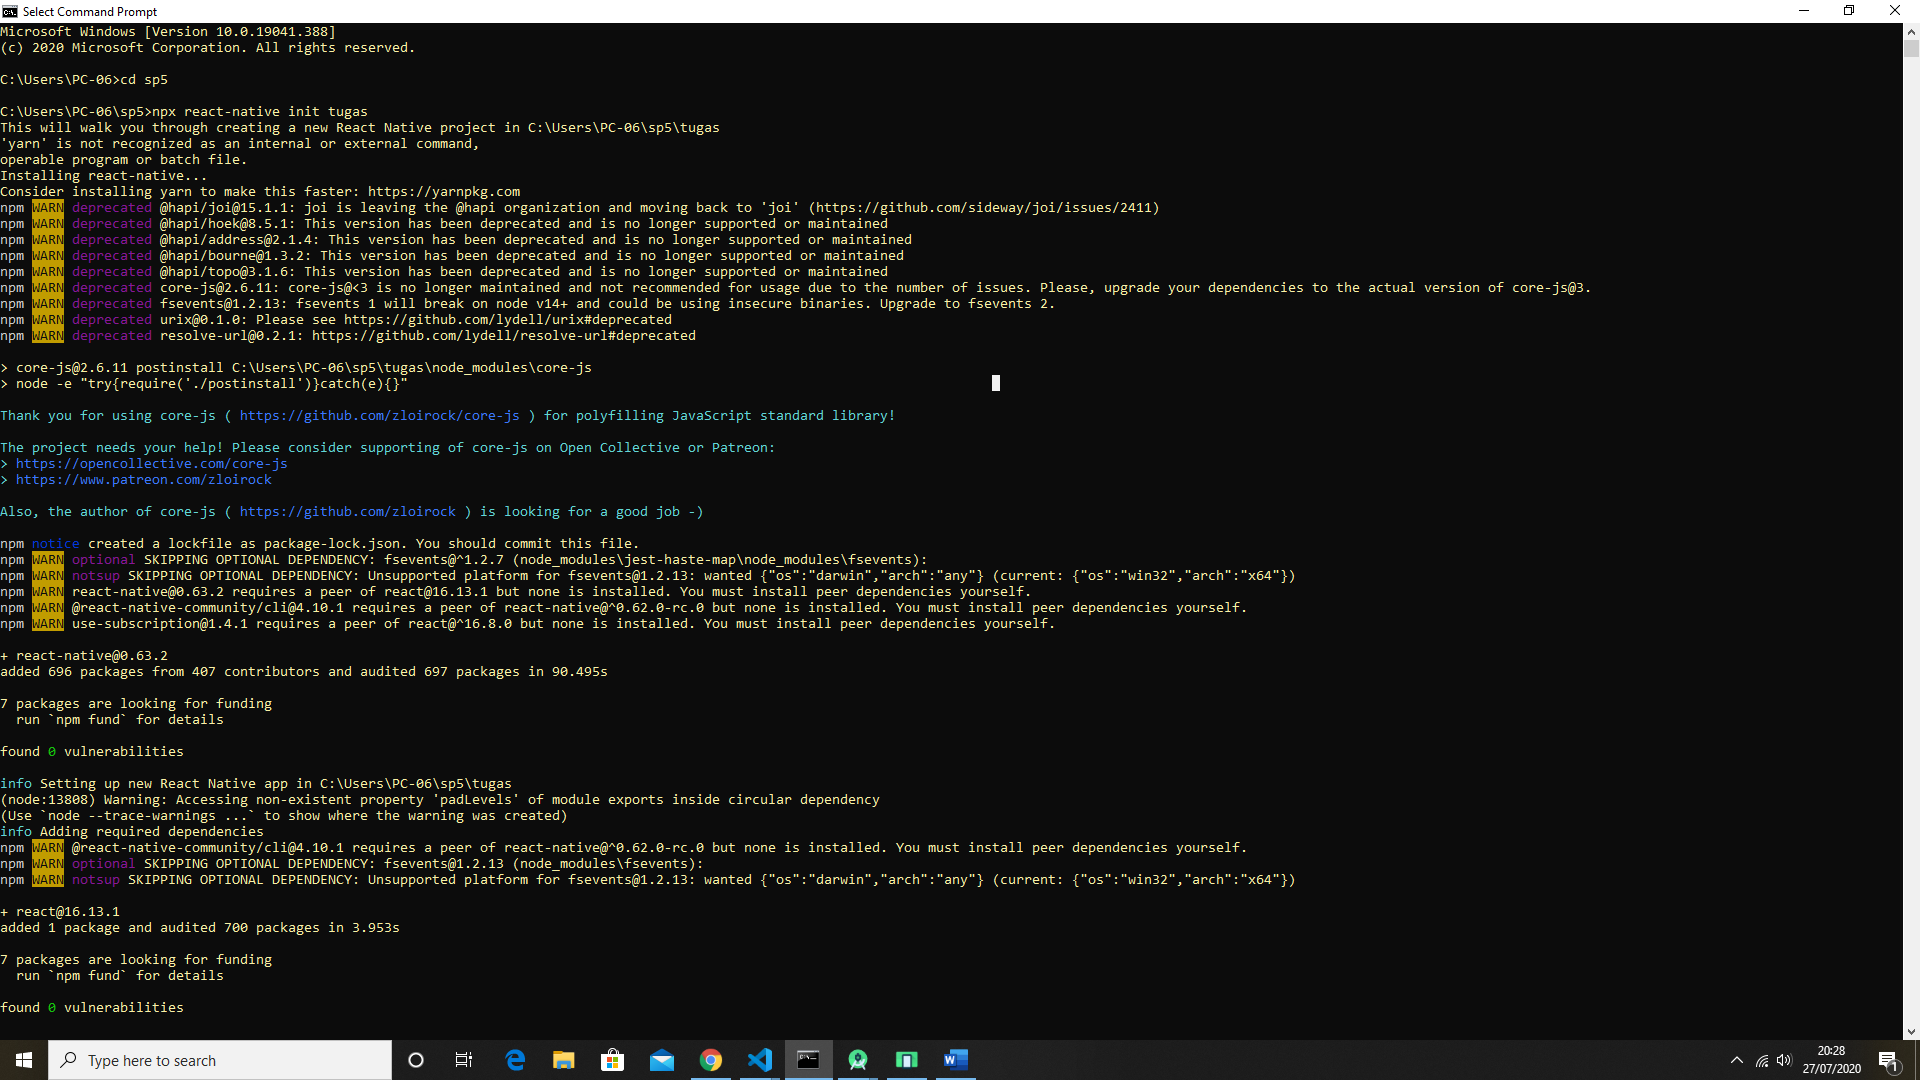 Select Command Prompt
Microsoft Windows [Version 10.0.19041.388]
(c) 2020 Microsoft Corporation. All rights reserved.
C:\Users\PC-06>cd sp5
C:\Users\PC-06\sp5>npx react-native init tugas
This will walk you through creating a new React Native project in C:\Users\PC-06\sp5\tugas
'yarn' is not recognized as an internal or external command,
operable program or batch file.
Installing react-native...
Consider installing yarn to make this faster: https://yarnpkg.com
npm WARN deprecated @hapi/joi@15.1.1: joi is leaving the @hapi organization and moving back to 'joi' (https://github.com/sideway/joi/issues/2411)
npm WARN deprecated @hapi/hoek@8.5.1: This version has been deprecated and is no longer supported or maintained
npm WARN deprecated @hapi/address@2.1.4: This version has been deprecated and is no longer supported or maintained
npm WARN deprecated @hapi/bourne@1.3.2: This version has been deprecated and is no longer supported or maintained
npm WARN deprecated @hapi/topo@3.1.6: This version has been deprecated and is no longer supported or maintained
npm WARN deprecated core-js@2.6.11: core-js@<3 is no longer maintained and not recommended for usage due to the number of issues. Please, upgrade your dependencies to the actual version of core-js@3.
npm WARN deprecated fsevents@1.2.13: fsevents 1 will break on node v14+ and could be using insecure binaries. Upgrade to fsevents 2.
npm WARN deprecated urix@0.1.0: Please see https://github.com/lydell/urix#deprecated
npm WARN deprecated resolve-url@0.2.1: https://github.com/lydell/resolve-url#deprecated
> core-js@2.6.11 postinstall C:\Users\PC-06\sp5\tugas\node_modules\core-js
> node -e "try{require('./postinstall')}catch(e){}"
Thank you for using core-js ( https://github.com/zloirock/core-js ) for polyfilling JavaScript standard library!
The project needs your help! Please consider supporting of core-js on Open Collective or Patreon:
> https://opencollective.com/core-js
> https://www.patreon.com/zloirock
Also, the author of core-js ( https://github.com/zloirock ) is looking for a good job -)
npm notice created a lockfile as package-lock.json. You should commit this file.
npm WARN optional SKIPPING OPTIONAL DEPENDENCY: fsevents@^1.2.7 (node_modules\jest-haste-map\node_modules\fsevents):
npm WARN notsup SKIPPING OPTIONAL DEPENDENCY: Unsupported platform for fsevents@1.2.13: wanted {"os":"darwin","arch":"any"} (current: {"os":"win32","arch":"x64"})
npm WARN react-native@0.63.2 requires a peer of react@16.13.1 but none is installed. You must install peer dependencies yourself.
npm WARN @react-native-community/cli@4.10.1 requires a peer of react-native@^0.62.0-rc.0 but none is installed. You must install peer dependencies yourself.
npm WARN use-subscription@1.4.1 requires a peer of react@^16.8.0 but none is installed. You must install peer dependencies yourself.
+ react-native@0.63.2
added 696 packages from 407 contributors and audited 697 packages in 90.495s
7 packages are looking for funding
run `npm fund` for details
found 0 vulnerabilities
info Setting up new React Native app in C:\Users\PC-06\sp5\tugas
(node:13808) Warning: Accessing non-existent property 'padLevels' of module exports inside circular dependency
(Use `node --trace-warnings ...` to show where the warning was created)
info Adding required dependencies
npm WARN @react-native-community/cli@4.10.1 requires a peer of react-native@^0.62.0-rc.0 but none is installed. You must install peer dependencies yourself.
npm WARN optional SKIPPING OPTIONAL DEPENDENCY: fsevents@1.2.13 (node_modules\fsevents):
npm WARN notsup SKIPPING OPTIONAL DEPENDENCY: Unsupported platform for fsevents@1.2.13: wanted {"os":"darwin","arch":"any"} (current: {"os":"win32","arch":"x64"})
+ react@16.13.1
added 1 package and audited 700 packages in 3.953s
7 packages are looking for funding
run `npm fund` for details
found 0 vulnerabilities
Type here to search
20:28
27/07/2020
1